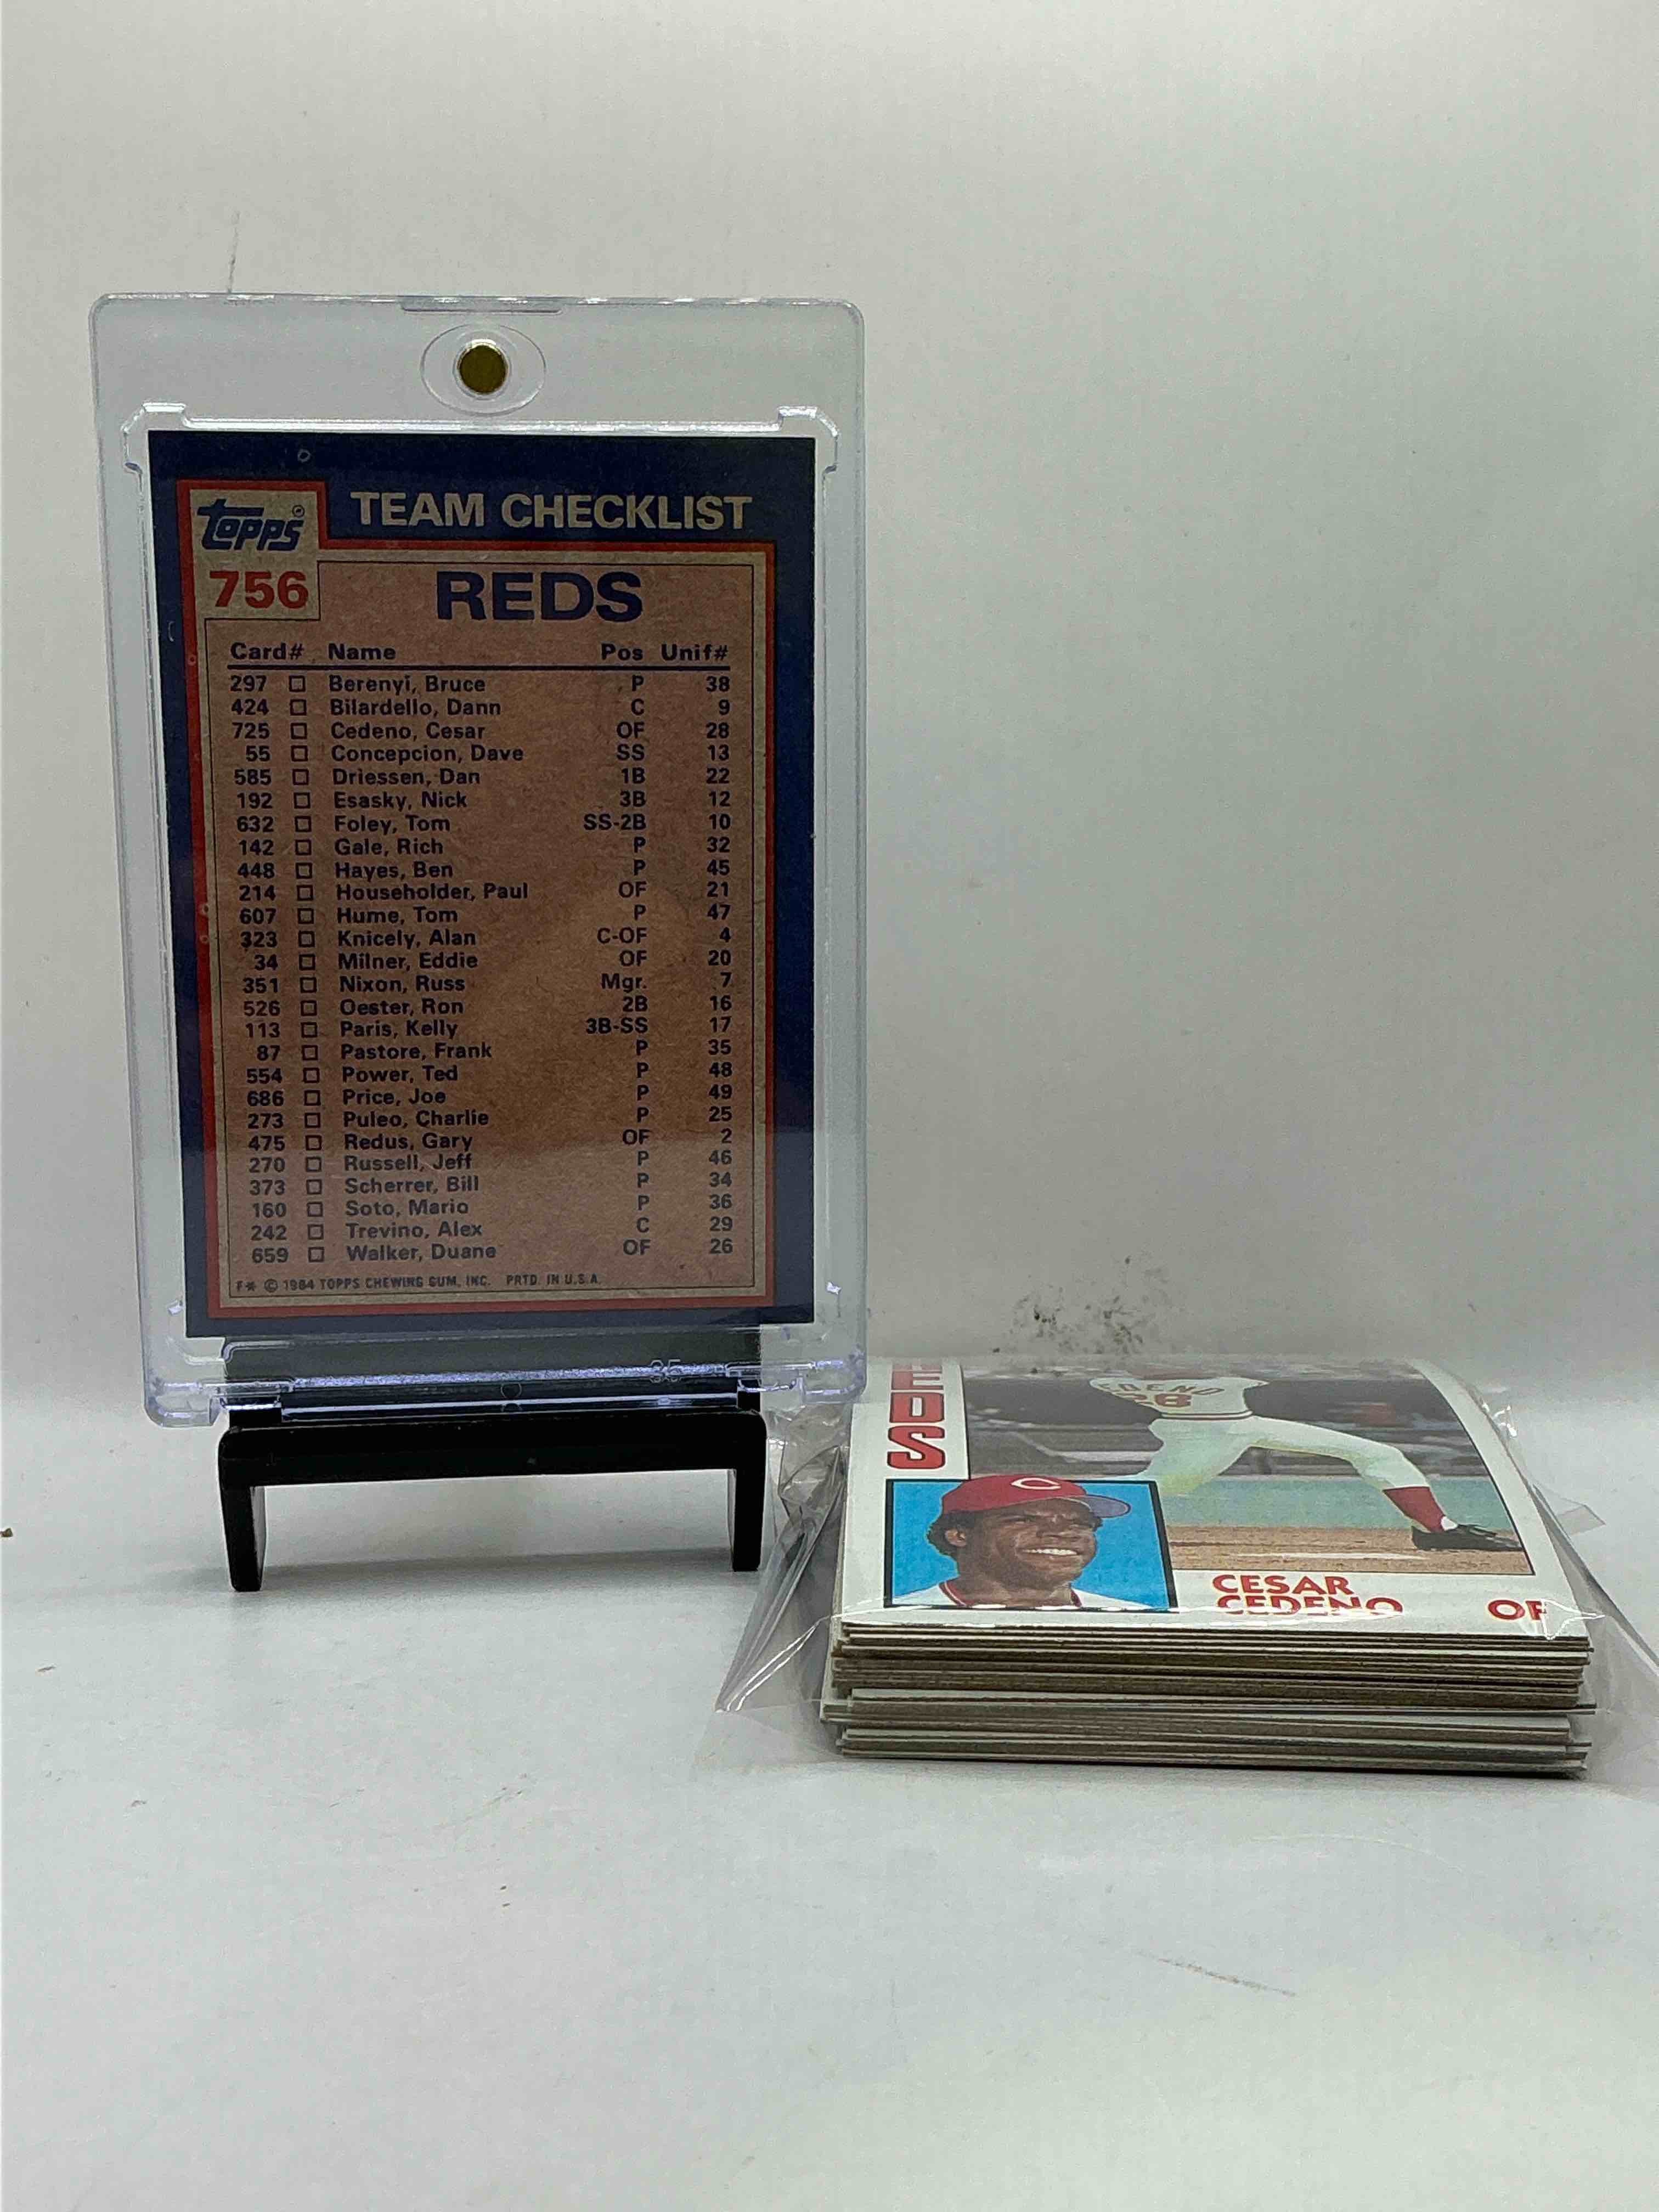 topps® TEAM CHECKLIST
756 REDS
Card# Name Pos Unif#
297 Berenyi, Bruce P 38
424 Bilardello, Dann C 9
725 Cedeno, Cesar OF 28
55 Concepcion, Dave SS 13
585 Driessen, Dan 1B 22
192 Esasky, Nick 3B 12
632 Foley, Tom SS-2B 10
142 Gale, Rich P 32
448 Hayes, Ben P 45
214 Householder, Paul OF 21
607 Hume, Tom P 47
323 Knicely, Alan C-OF 4
34 Milner, Eddie OF 20
351 Nixon, Russ Mgr. 7
526 Oester, Ron 2B 16
113 Paris, Kelly 3B-SS 17
87 Pastore, Frank P 35
554 Power, Ted P 48
686 Price, Joe P 49
273 Puleo, Charlie P 25
475 Redus, Gary OF 2
270 Russell, Jeff P 46
373 Scherrer, Bill P 34
160 Soto, Mario P 36
242 Trevino, Alex C 29
659 Walker, Duane OF 26
F* © 1984 TOPPS CHEWING GUM, INC. PRTD. IN U.S.A.
35
EDS
DENO
28
C
CESAR
CEDENO OF